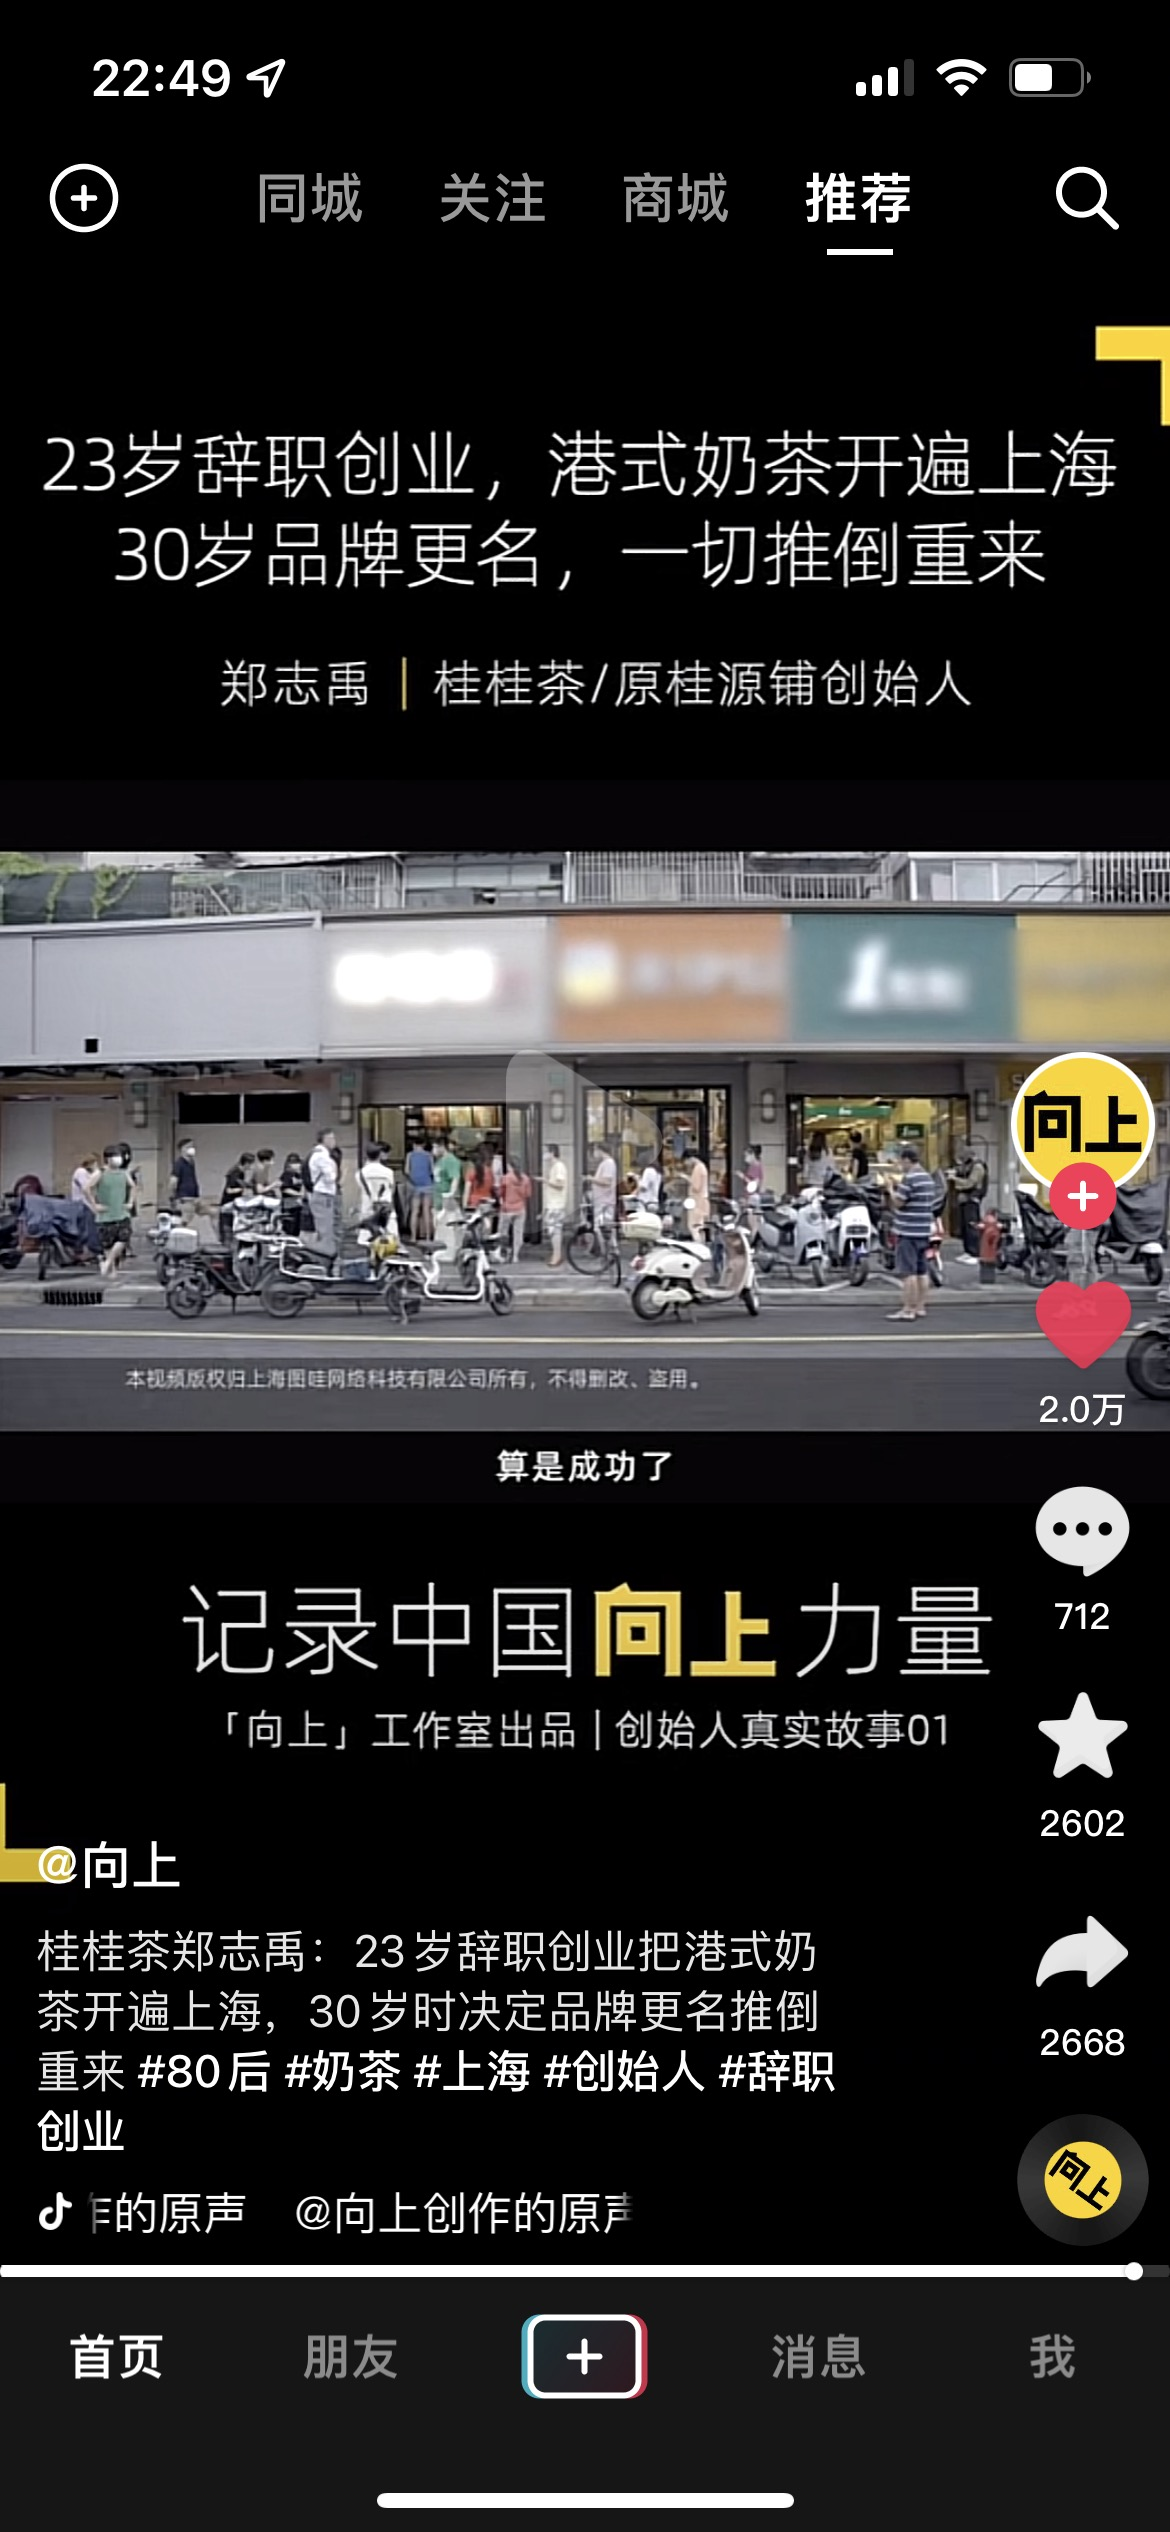 22:49
同城 关注 商城 推荐
23岁辞职创业，港式奶茶开遍上海
30岁品牌更名，一切推倒重来
郑志禹 | 桂桂茶/原桂源铺创始人
向上
2.0万
本视频版权归上海图哇网络科技有限公司所有，不得删改、盗用。
算是成功了
712
记录中国向上力量
「向上」工作室出品 | 创始人真实故事01
2602
@向上
桂桂茶郑志禹：23岁辞职创业把港式奶
茶开遍上海，30岁时决定品牌更名推倒
重来 #80后 #奶茶 #上海 #创始人 #辞职
创业
2668
向上
的原声 @向上创作的原声
首页 朋友 消息 我